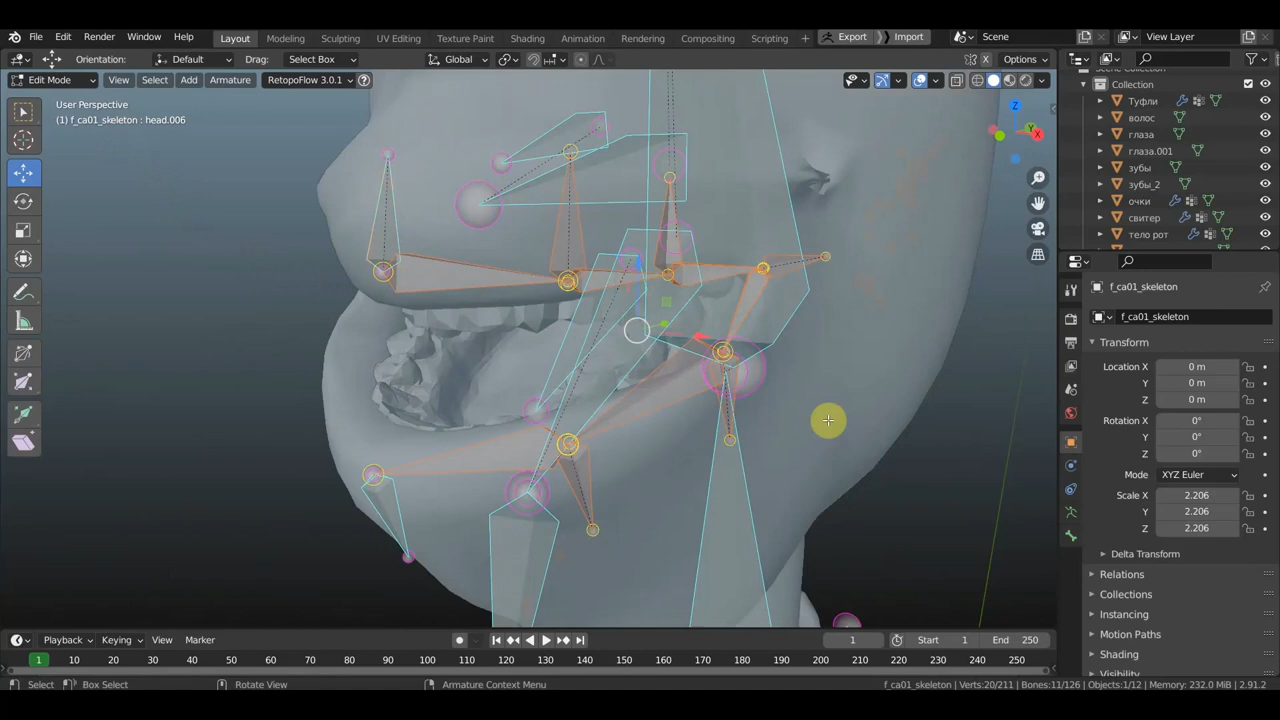 File Edit Render Window Help Layout Modeling Sculpting UV Editing Texture Paint Shading Animation Rendering Compositing Scripting + Export Import Scene View Layer
Orientation: Default Drag: Select Box Global X Options
Edit Mode View Select Add Armature RetopoFlow 3.0.1
User Perspective
(1) f_ca01_skeleton : head.006
Z
Y
X
Collection
Туфли
волос
глаза
глаза.001
зубы
зубы_2
очки
свитер
тело рот
f_ca01_skeleton
f_ca01_skeleton
Transform
Location X 0 m
Y 0 m
Z 0 m
Rotation X 0°
Y 0°
Z 0°
Mode XYZ Euler
Scale X 2.206
Y 2.206
Z 2.206
Delta Transform
Relations
Collections
Instancing
Motion Paths
Shading
Visibility
Playback Keying View Marker 1 Start 1 End 250
1 10 20 30 40 50 60 70 80 90 100 110 120 130 140 150 160 170 180 190 200 210 220 230 240 250
Select Box Select Rotate View Armature Context Menu f_ca01_skeleton | Verts:20/211 | Bones:11/126 | Objects:1/12 | Memory: 232.0 MiB | 2.91.2